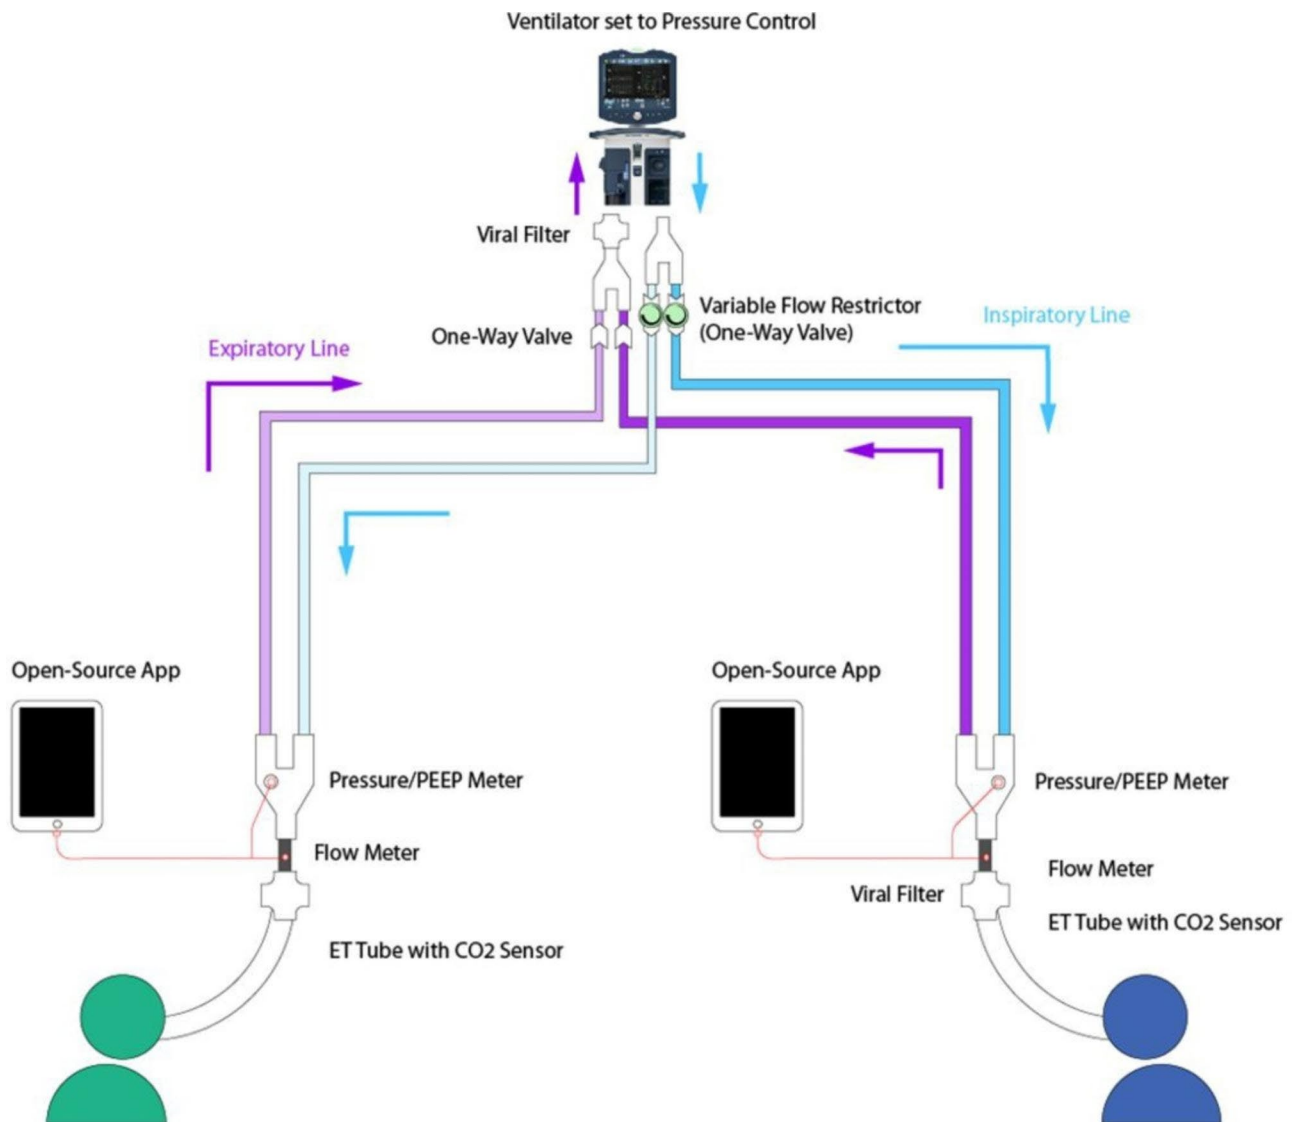 Ventilator set to Pressure Control
Viral Filter
Variable Flow Restrictor
(One-Way Valve)
Inspiratory Line
One-Way Valve
Expiratory Line
Open-Source App
Open-Source App
Pressure/PEEP Meter
Pressure/PEEP Meter
Flow Meter
Flow Meter
Viral Filter
ET Tube with CO2 Sensor
ET Tube with CO2 Sensor